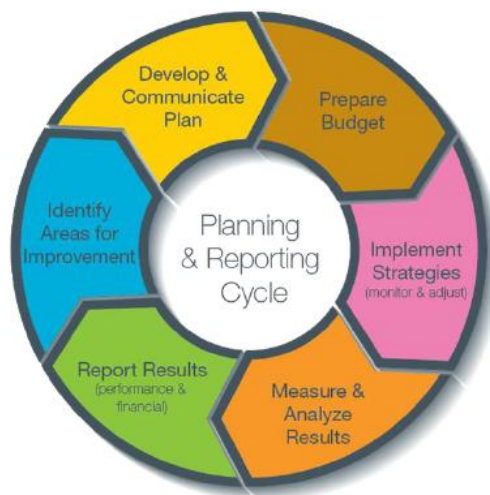 Develop &
Communicate
Plan
Prepare
Budget
Implement
Strategies
(monitor & adjust)
Measure &
Analyze
Results
Report Results
(performance &
financial)
Identify
Areas for
Improvement
Planning
& Reporting
Cycle